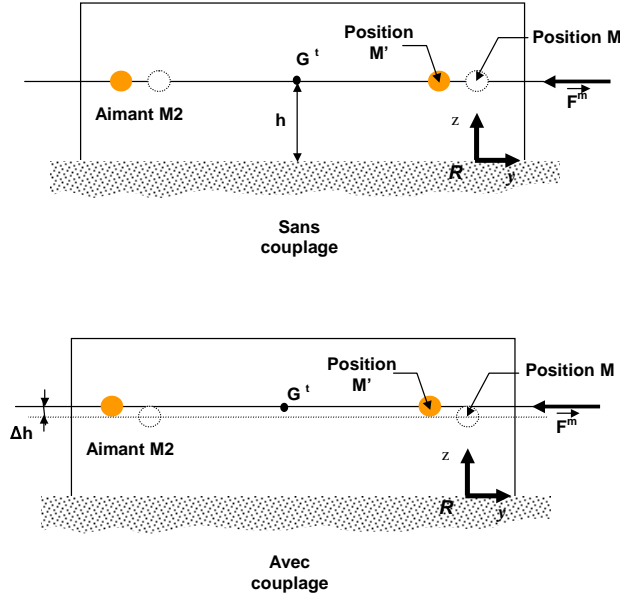 Position
M'
G t
Position M
Aimant M2
F m
h
z
R
y
Sans
couplage
Position
M'
Position M
G t
Δh
Aimant M2
F m
z
R
y
Avec
couplage